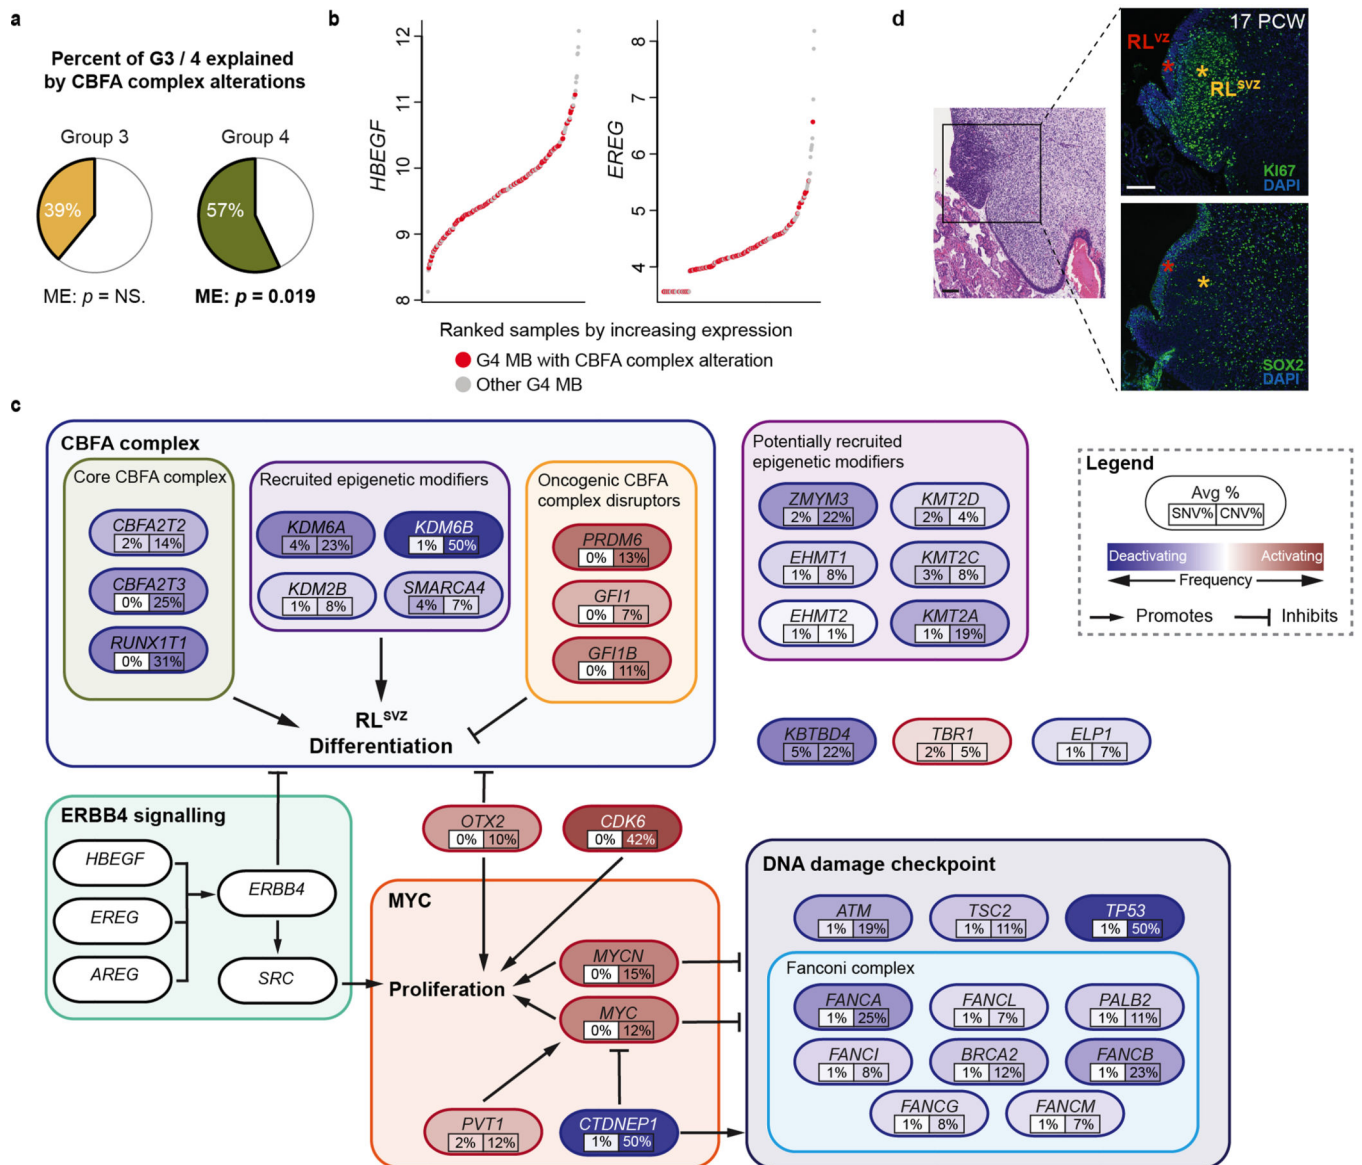 a
Percent of G3 / 4 explained
by CBFA complex alterations
Group 3
Group 4
39%
57%
ME: p = NS.
ME: p = 0.019
b
HBEGF
12
11
10
9
8
EREG
8
7
6
5
4
Ranked samples by increasing expression
G4 MB with CBFA complex alteration
Other G4 MB
d
17 PCW
RLVZ
*
*
RLSVZ
KI67
DAPI
*
*
SOX2
DAPI
c
CBFA complex
Core CBFA complex
CBFA2T2
2% 14%
CBFA2T3
0% 25%
RUNX1T1
0% 31%
Recruited epigenetic modifiers
KDM6A
4% 23%
KDM6B
1% 50%
KDM2B
1% 8%
SMARCA4
4% 7%
Oncogenic CBFA
complex disruptors
PRDM6
0% 13%
GFI1
0% 7%
GFI1B
0% 11%
RLSVZ
Differentiation
Potentially recruited
epigenetic modifiers
ZMYM3
2% 22%
KMT2D
2% 4%
EHMT1
1% 8%
KMT2C
3% 8%
EHMT2
1% 1%
KMT2A
1% 19%
Legend
Avg %
SNV% CNV%
Deactivating
Activating
Frequency
Promotes
Inhibits
KBTBD4
5% 22%
TBR1
2% 5%
ELP1
1% 7%
ERBB4 signalling
HBEGF
EREG
AREG
ERBB4
SRC
OTX2
0% 10%
CDK6
0% 42%
MYC
Proliferation
MYCN
0% 15%
MYC
0% 12%
PVT1
2% 12%
CTDNEP1
1% 50%
DNA damage checkpoint
ATM
1% 19%
TSC2
1% 11%
TP53
1% 50%
Fanconi complex
FANCA
1% 25%
FANCL
1% 7%
PALB2
1% 11%
FANCI
1% 8%
BRCA2
1% 12%
FANCB
1% 23%
FANCG
1% 8%
FANCM
1% 7%